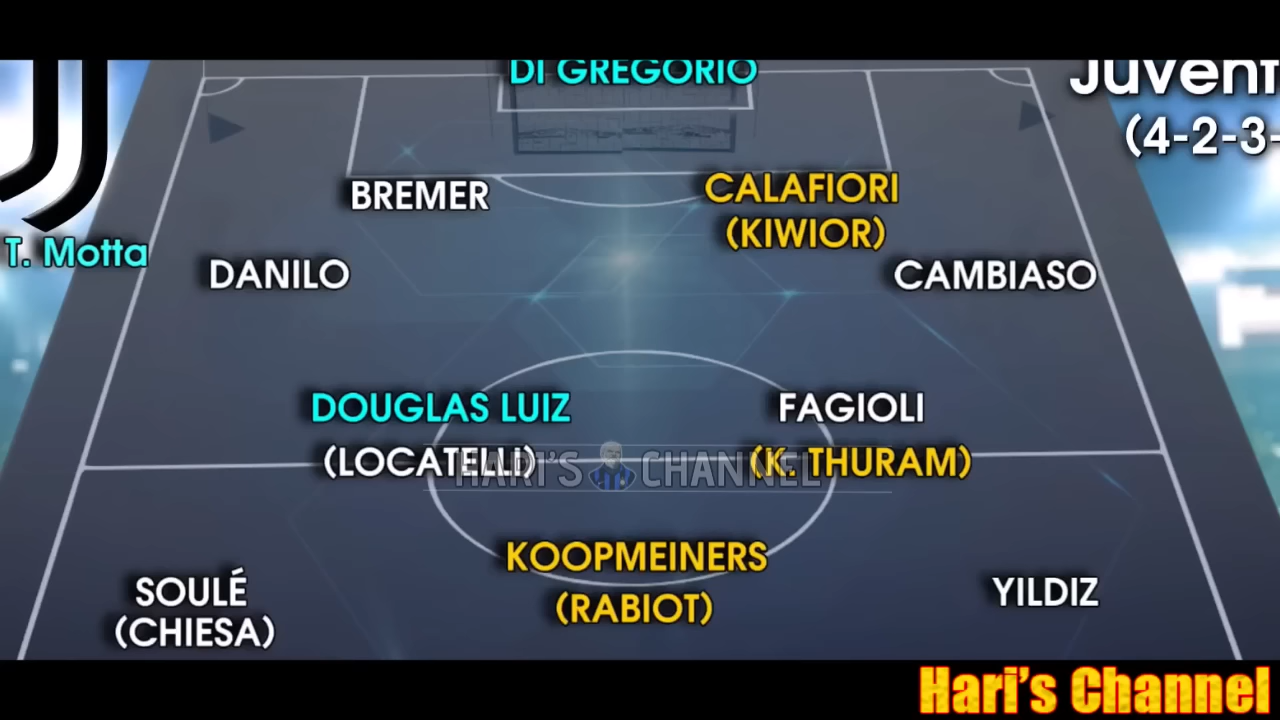 DI GREGORIO
Juvent
(4-2-3-
BREMER
CALAFIORI
(KIWIOR)
T. Motta
DANILO
CAMBIASO
DOUGLAS LUIZ
FAGIOLI
(LOCATELLI)
(K. THURAM)
HARI'S CHANNEL
KOOPMEINERS
(RABIOT)
SOULÉ
(CHIESA)
YILDIZ
Hari's Channel